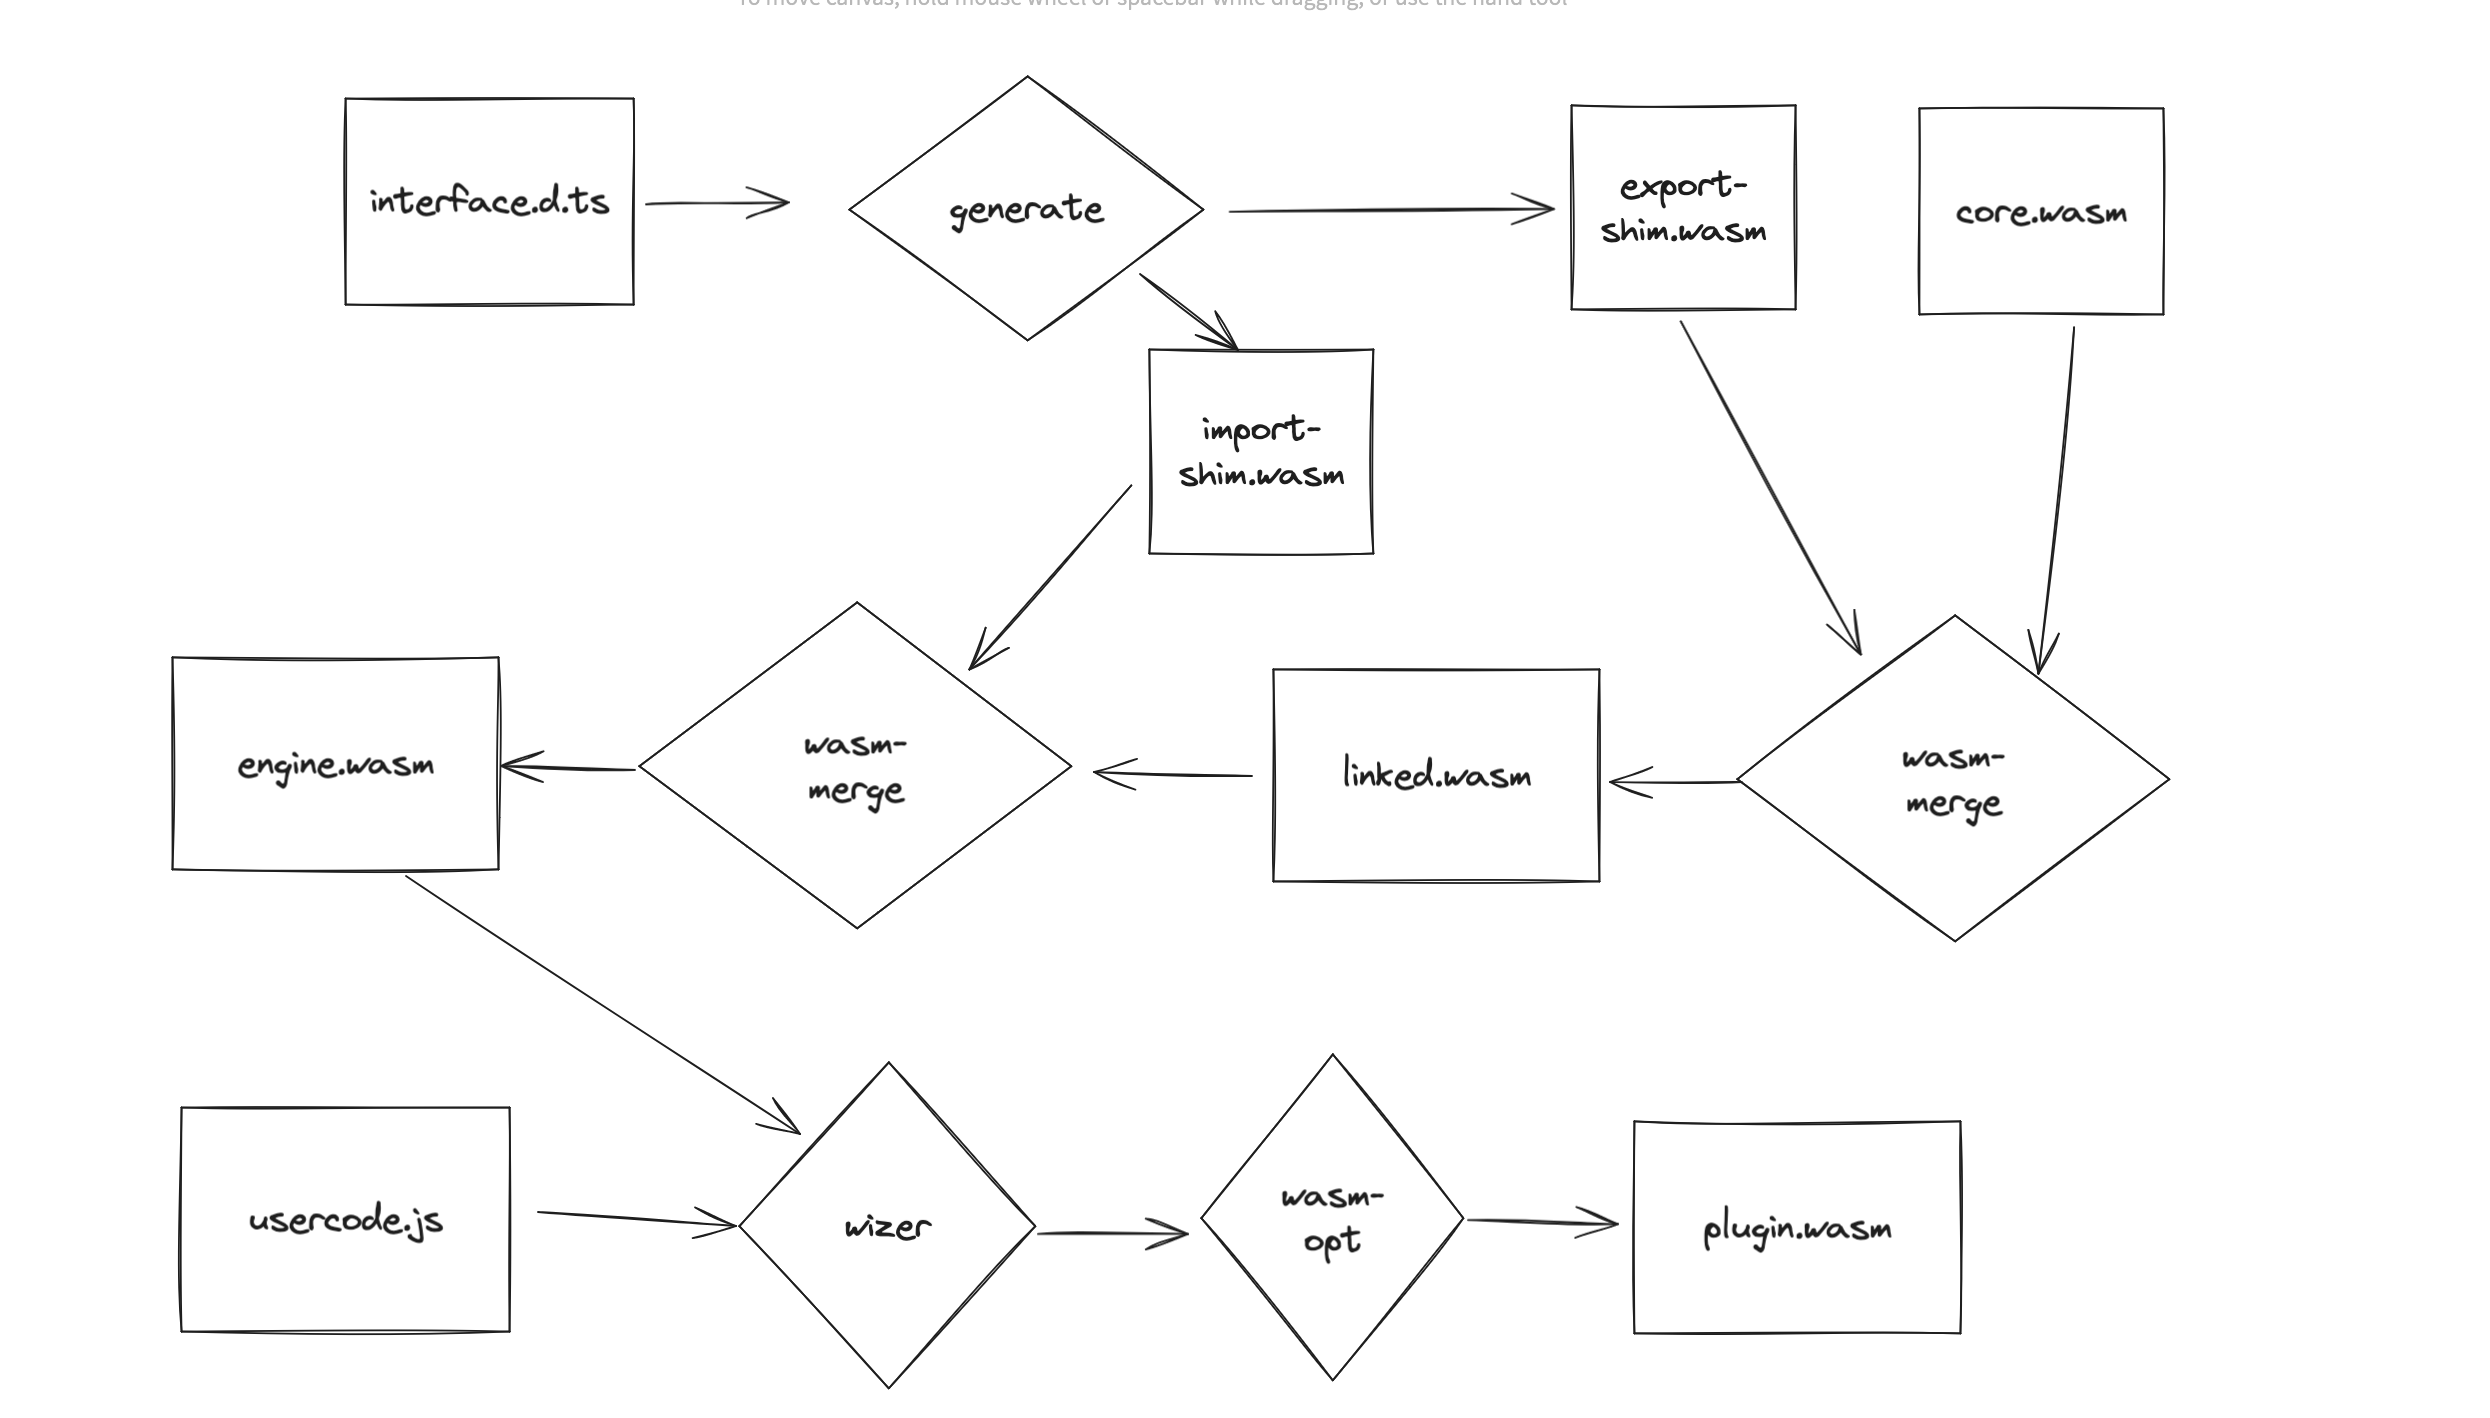 To move canvas, hold mouse wheel or spacebar while dragging, or use the hand tool
interface.d.ts
generate
export-
shim.wasm
core.wasm
import-
shim.wasm
engine.wasm
wasm-
merge
linked.wasm
wasm-
merge
usercode.js
wizer
wasm-
opt
plugin.wasm